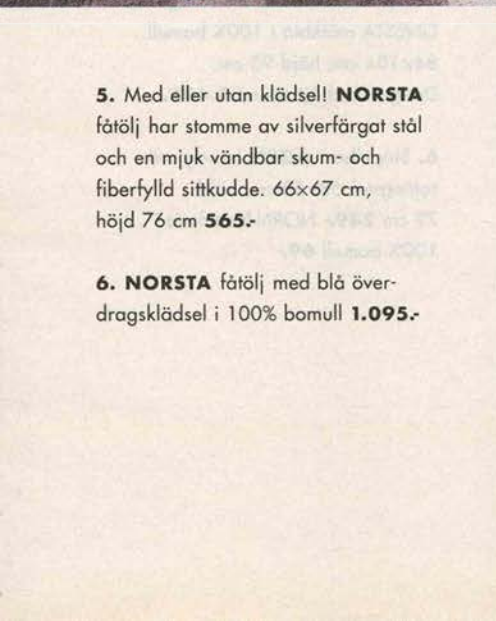 5. Med eller utan klädsel! NORSTA
fåtölj har stomme av silverfärgat stål
och en mjuk vändbar skum- och
fiberfylld sittkudde. 66×67 cm,
höjd 76 cm 565.-
6. NORSTA fåtölj med blå över-
dragsklädsel i 100% bomull 1.095.-